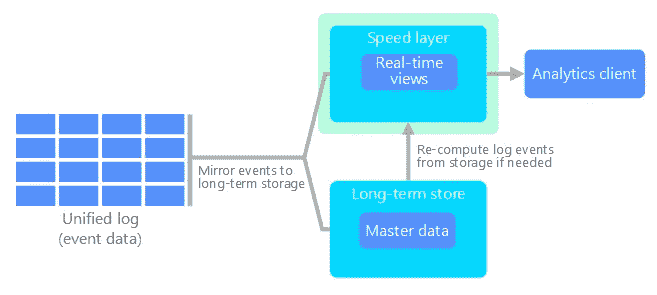 Speed layer
Real-time
views
Analytics client
Re-compute log events
from storage if needed
Mirror events to
long-term storage
Long-term store
Master data
Unified log
(event data)